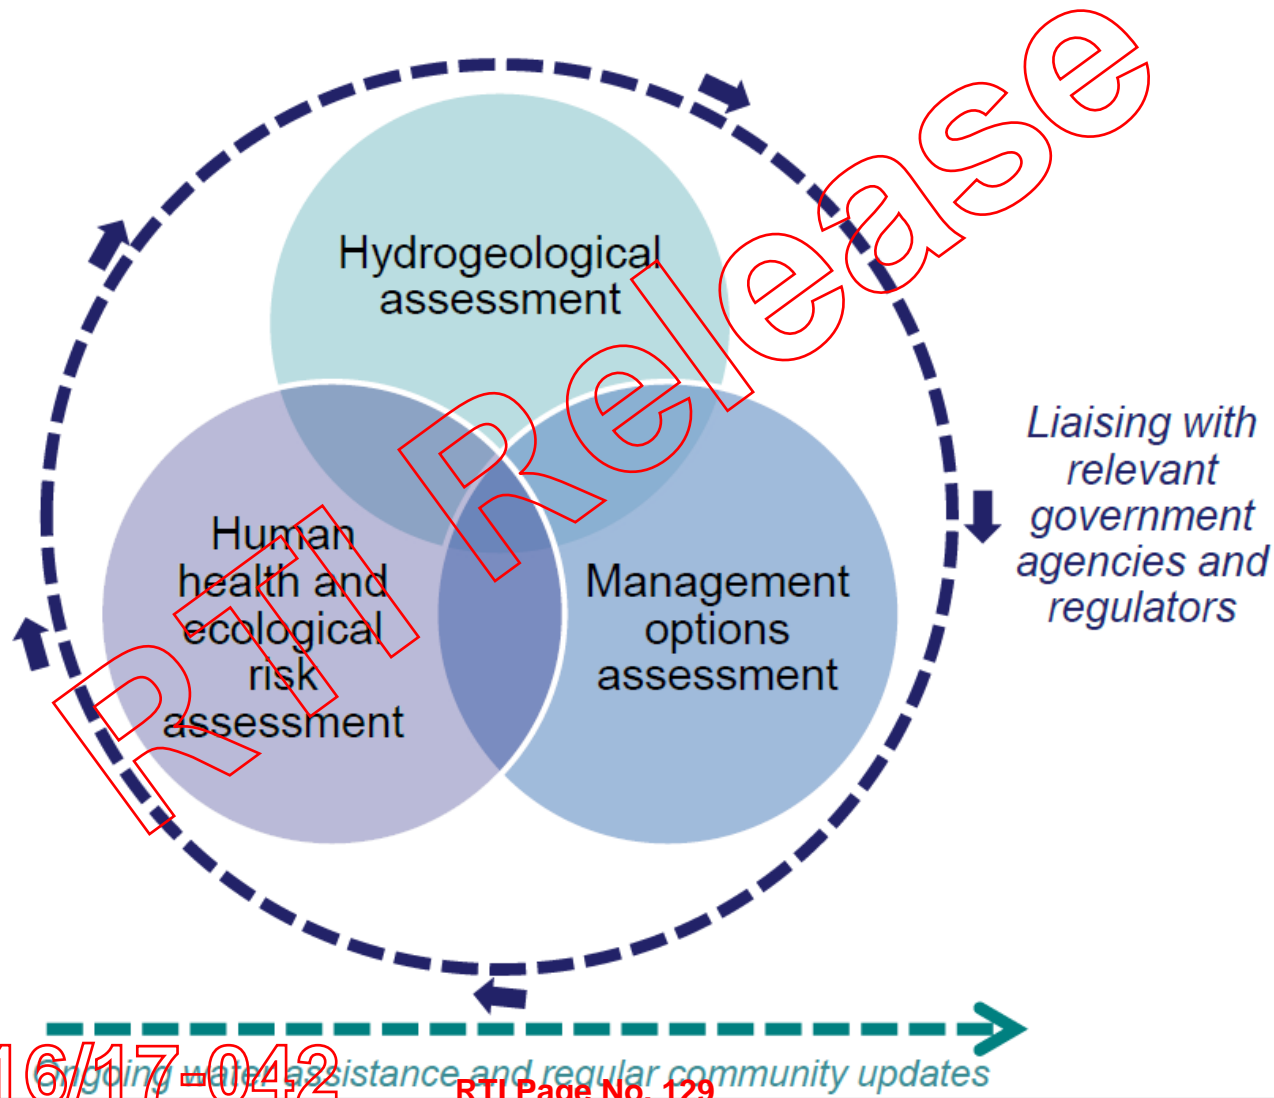 Hydrogeological
assessment
Human
health and
ecological
risk
assessment
Management
options
assessment
Liaising with
relevant
government
agencies and
regulators
RTI Release
Ongoing water assistance and regular community updates
16/17-042
RTI Page No. 129